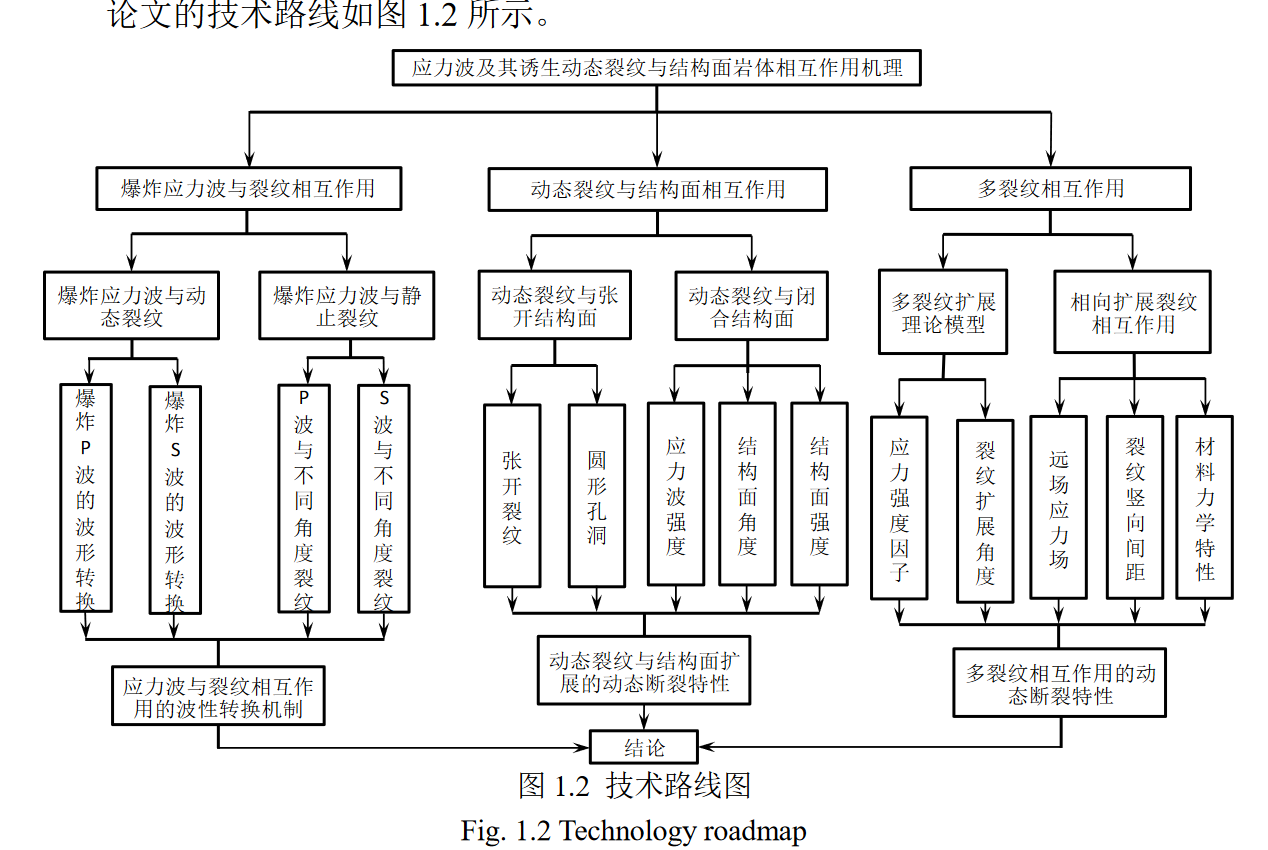 论文的技术路线如图 1.2 所示。
应力波及其诱生动态裂纹与结构面岩体相互作用机理
爆炸应力波与裂纹相互作用
动态裂纹与结构面相互作用
多裂纹相互作用
爆炸应力波与动
态裂纹
爆炸应力波与静
止裂纹
动态裂纹与张
开结构面
动态裂纹与闭
合结构面
多裂纹扩展
理论模型
相向扩展裂纹
相互作用
爆炸P波的波形转换
爆炸S波的波形转换
P波与不同角度裂纹
S波与不同角度裂纹
张开裂纹
圆形孔洞
应力波强度
结构面角度
结构面强度
应力强度因子
裂纹扩展角度
远场应力场
裂纹竖向间距
材料力学特性
应力波与裂纹相互作
用的波性转换机制
动态裂纹与结构面扩
展的动态断裂特性
多裂纹相互作用的动
态断裂特性
结论
图 1.2 技术路线图
Fig. 1.2 Technology roadmap